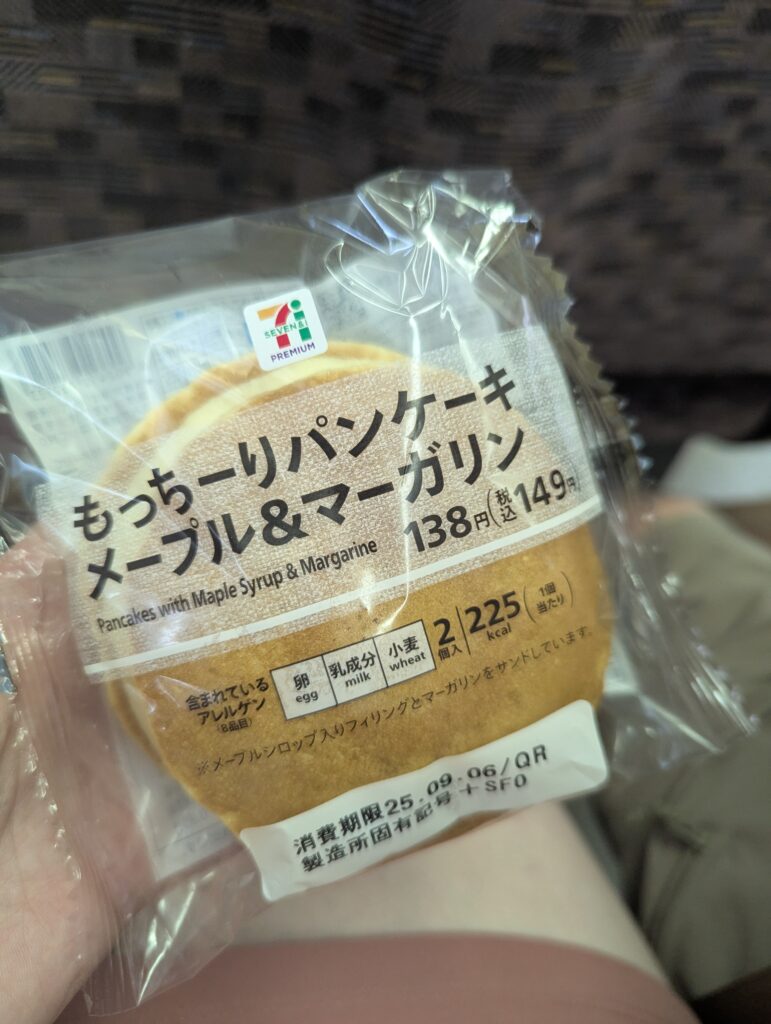 SEVEN&i
PREMIUM
もっちーりパンケーキ
メープル&マーガリン
138円(税込149円)
Pancakes with Maple Syrup & Margarine
含まれている
アレルゲン
(8品目)
卵
egg
乳成分
milk
小麦
wheat
2個入
225kcal
(1個当たり)
※メープルシロップ入りフィリングとマーガリンをサンドしています。
消費期限25.09.06/QR
製造所固有記号+SFO